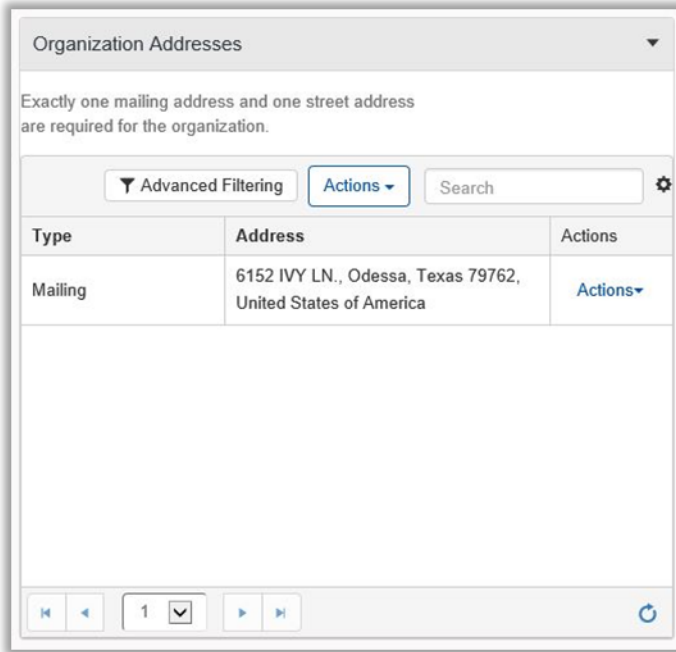 Organization Addresses
Exactly one mailing address and one street address
are required for the organization.
Advanced Filtering Actions Search
Type Address Actions
Mailing 6152 IVY LN., Odessa, Texas 79762,
United States of America Actions
1